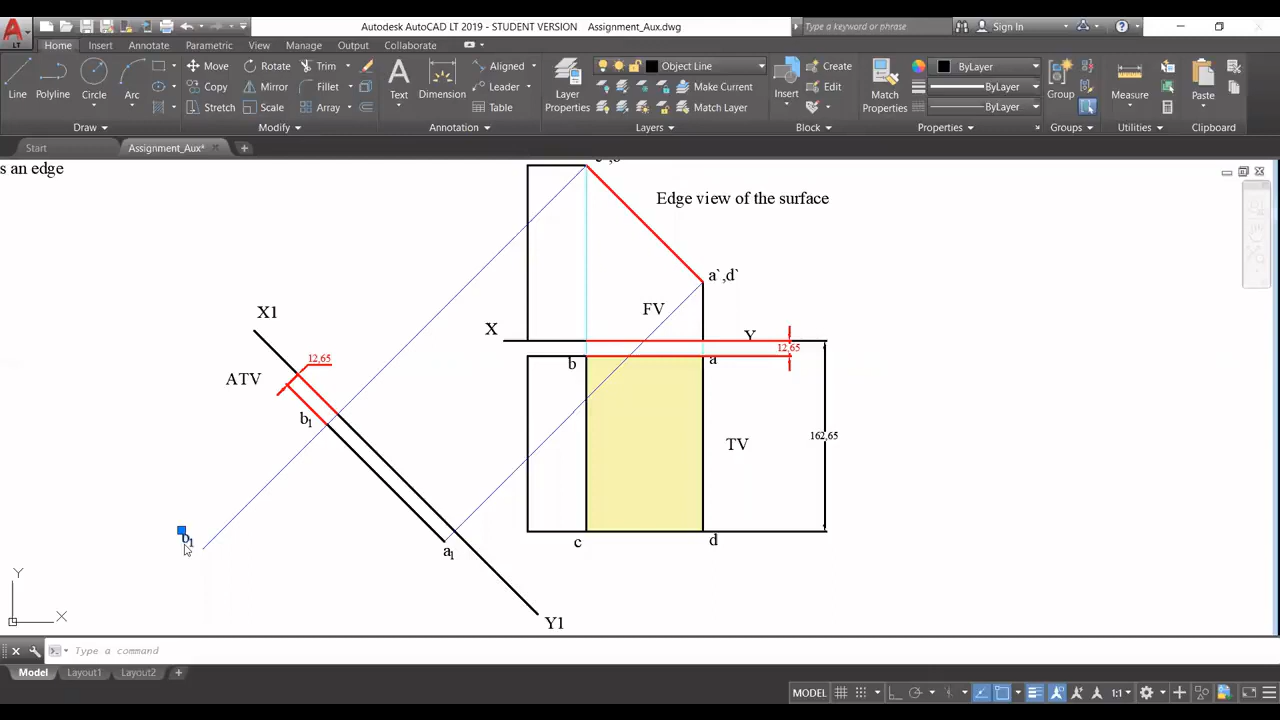 Autodesk AutoCAD LT 2019 - STUDENT VERSION Assignment_Aux.dwg
Type a keyword or phrase
Sign In
LT
Home Insert Annotate Parametric View Manage Output Collaborate
Line
Polyline
Circle
Arc
Move
Copy
Stretch
Rotate
Mirror
Scale
Trim
Fillet
Array
Text
Dimension
Aligned
Leader
Table
Layer
Properties
Object Line
Make Current
Match Layer
Insert
Create
Edit
Match
Properties
ByLayer
ByLayer
ByLayer
Group
Measure
Paste
Draw
Modify
Annotation
Layers
Block
Properties
Groups
Utilities
Clipboard
Start
Assignment_Aux*
s an edge
Edge view of the surface
a`,d`
FV
X
Y
12,65
X1
12,65
ATV
b1
b
a
162,65
TV
b1
a1
c
d
Y1
Y
X
Type a command
Model Layout1 Layout2
MODEL
1:1